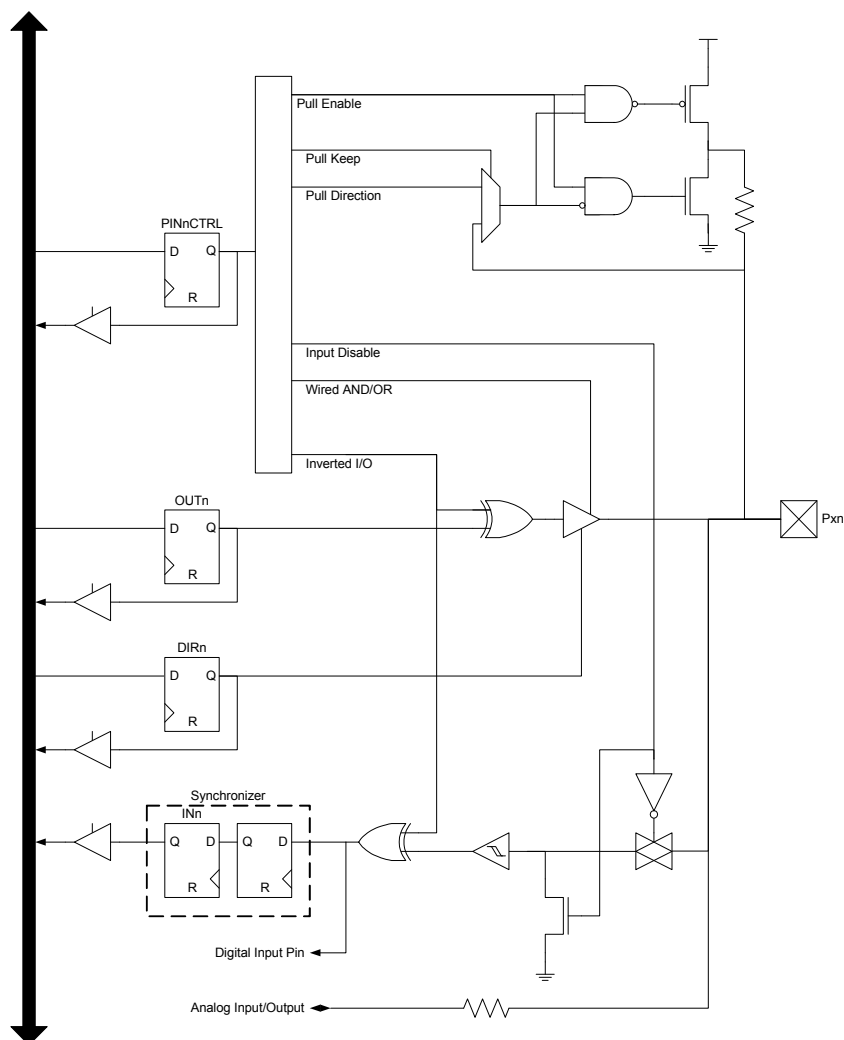 Pull Enable
Pull Keep
Pull Direction
PINnCTRL
D Q
R
Input Disable
Wired AND/OR
Inverted I/O
OUTn
D Q
R
Pxn
DIRn
D Q
R
Synchronizer
INn
Q D Q D
R R
Digital Input Pin
Analog Input/Output